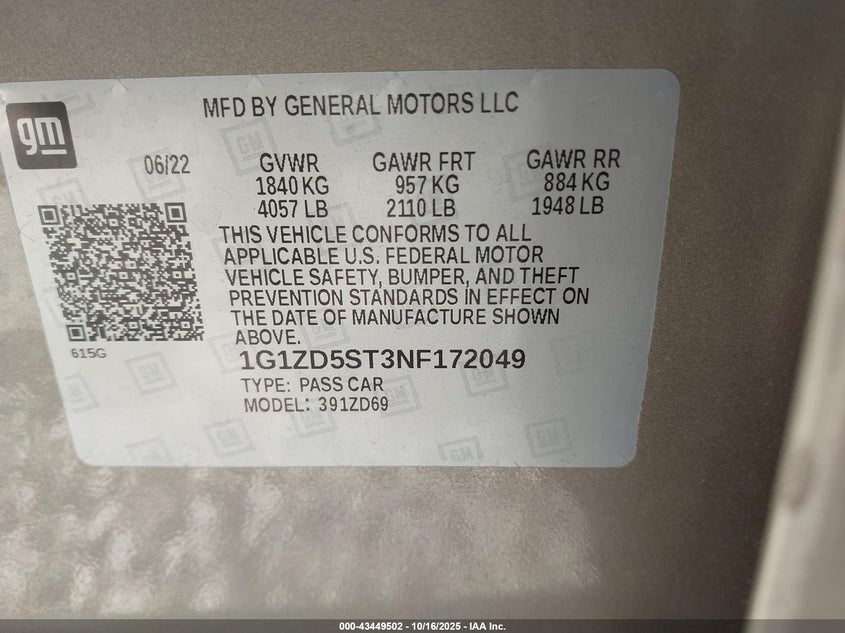 gm
MFD BY GENERAL MOTORS LLC
06/22 GVWR GAWR FRT GAWR RR
1840 KG 957 KG 884 KG
4057 LB 2110 LB 1948 LB
THIS VEHICLE CONFORMS TO ALL
APPLICABLE U.S. FEDERAL MOTOR
VEHICLE SAFETY, BUMPER, AND THEFT
PREVENTION STANDARDS IN EFFECT ON
THE DATE OF MANUFACTURE SHOWN
ABOVE.
615G
1G1ZD5ST3NF172049
TYPE: PASS CAR
MODEL: 391ZD69
000-43449502 - 10/16/2025 - IAA Inc.